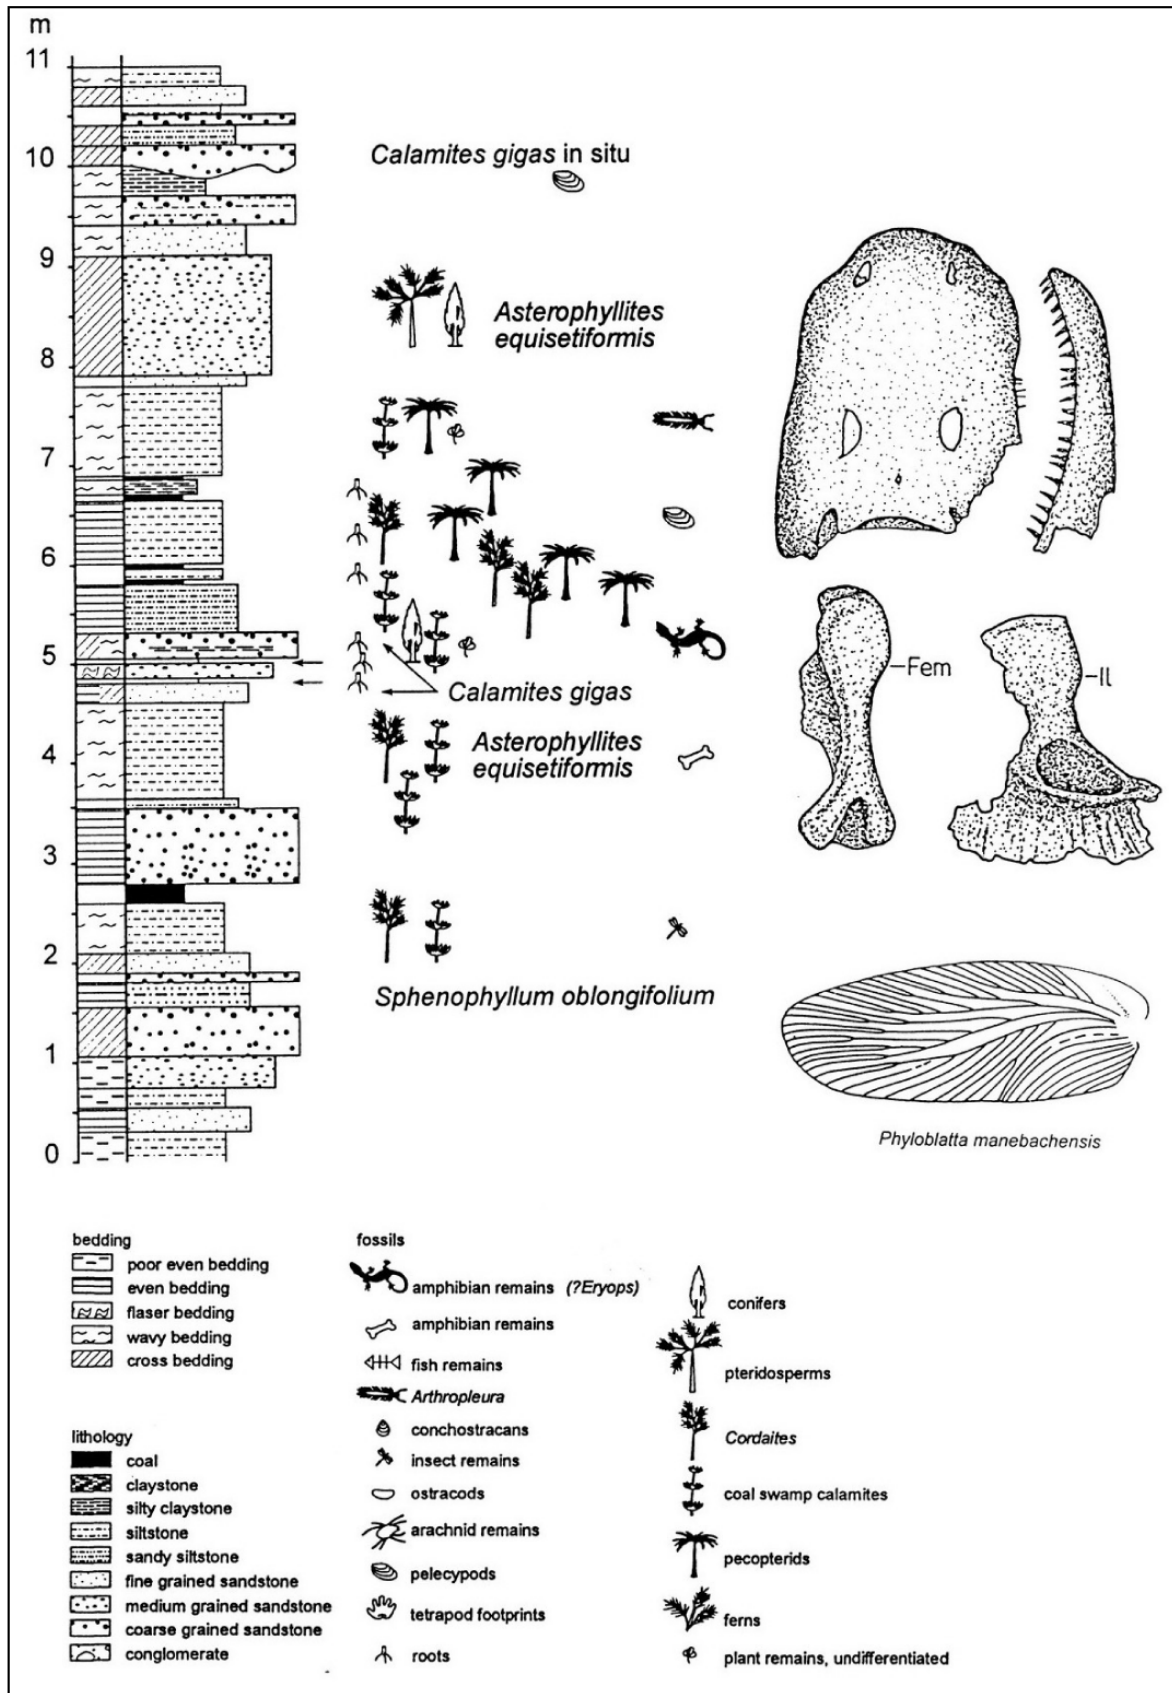 m
11
10
9
8
7
6
5
4
3
2
1
0
Calamites gigas in situ
Asterophyllites
equisetiformis
Calamites gigas
Asterophyllites
equisetiformis
Sphenophyllum oblongifolium
Fem
Il
Phyloblatta manebachensis
bedding
poor even bedding
even bedding
flaser bedding
wavy bedding
cross bedding
lithology
coal
claystone
silty claystone
siltstone
sandy siltstone
fine grained sandstone
medium grained sandstone
coarse grained sandstone
conglomerate
fossils
amphibian remains (?Eryops)
amphibian remains
fish remains
Arthropleura
conchostracans
insect remains
ostracods
arachnid remains
pelecypods
tetrapod footprints
roots
conifers
pteridosperms
Cordaites
coal swamp calamites
pecopterids
ferns
plant remains, undifferentiated